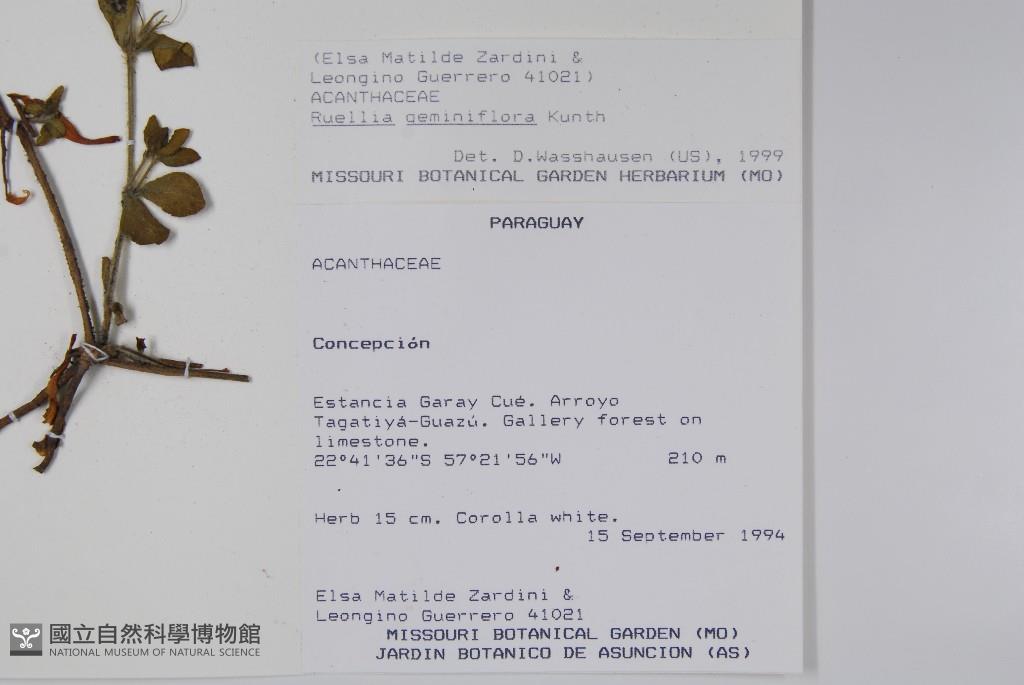 (Elsa Matilde Zardini &
Leongino Guerrero 41021)
ACANTHACEAE
Ruellia geminiflora Kunth
Det. D.Wasshausen (US), 1999
MISSOURI BOTANICAL GARDEN HERBARIUM (MO)
PARAGUAY
ACANTHACEAE
Concepción
Estancia Garay Cué. Arroyo
Tagatiyá-Guazú. Gallery forest on
limestone.
22°41'36"S 57°21'56"W 210 m
Herb 15 cm. Corolla white.
15 September 1994
Elsa Matilde Zardini &
Leongino Guerrero 41021
MISSOURI BOTANICAL GARDEN (MO)
JARDIN BOTANICO DE ASUNCION (AS)
國立自然科學博物館
NATIONAL MUSEUM OF NATURAL SCIENCE